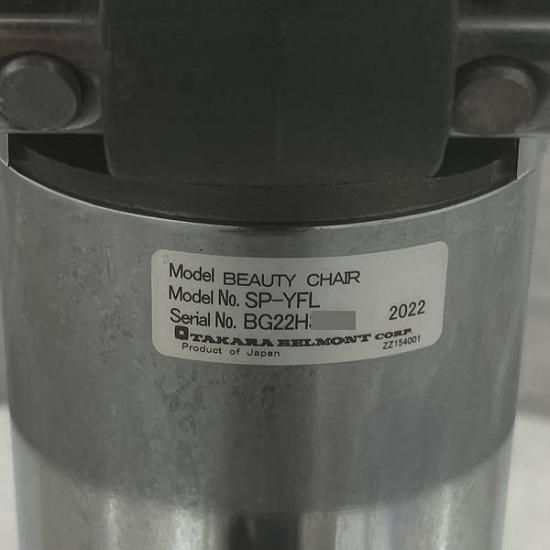 Model BEAUTY CHAIR
Model No. SP-YFL
Serial No. BG22H 2022
TAKARA BELMONT CORP.
Product of Japan ZZ154001